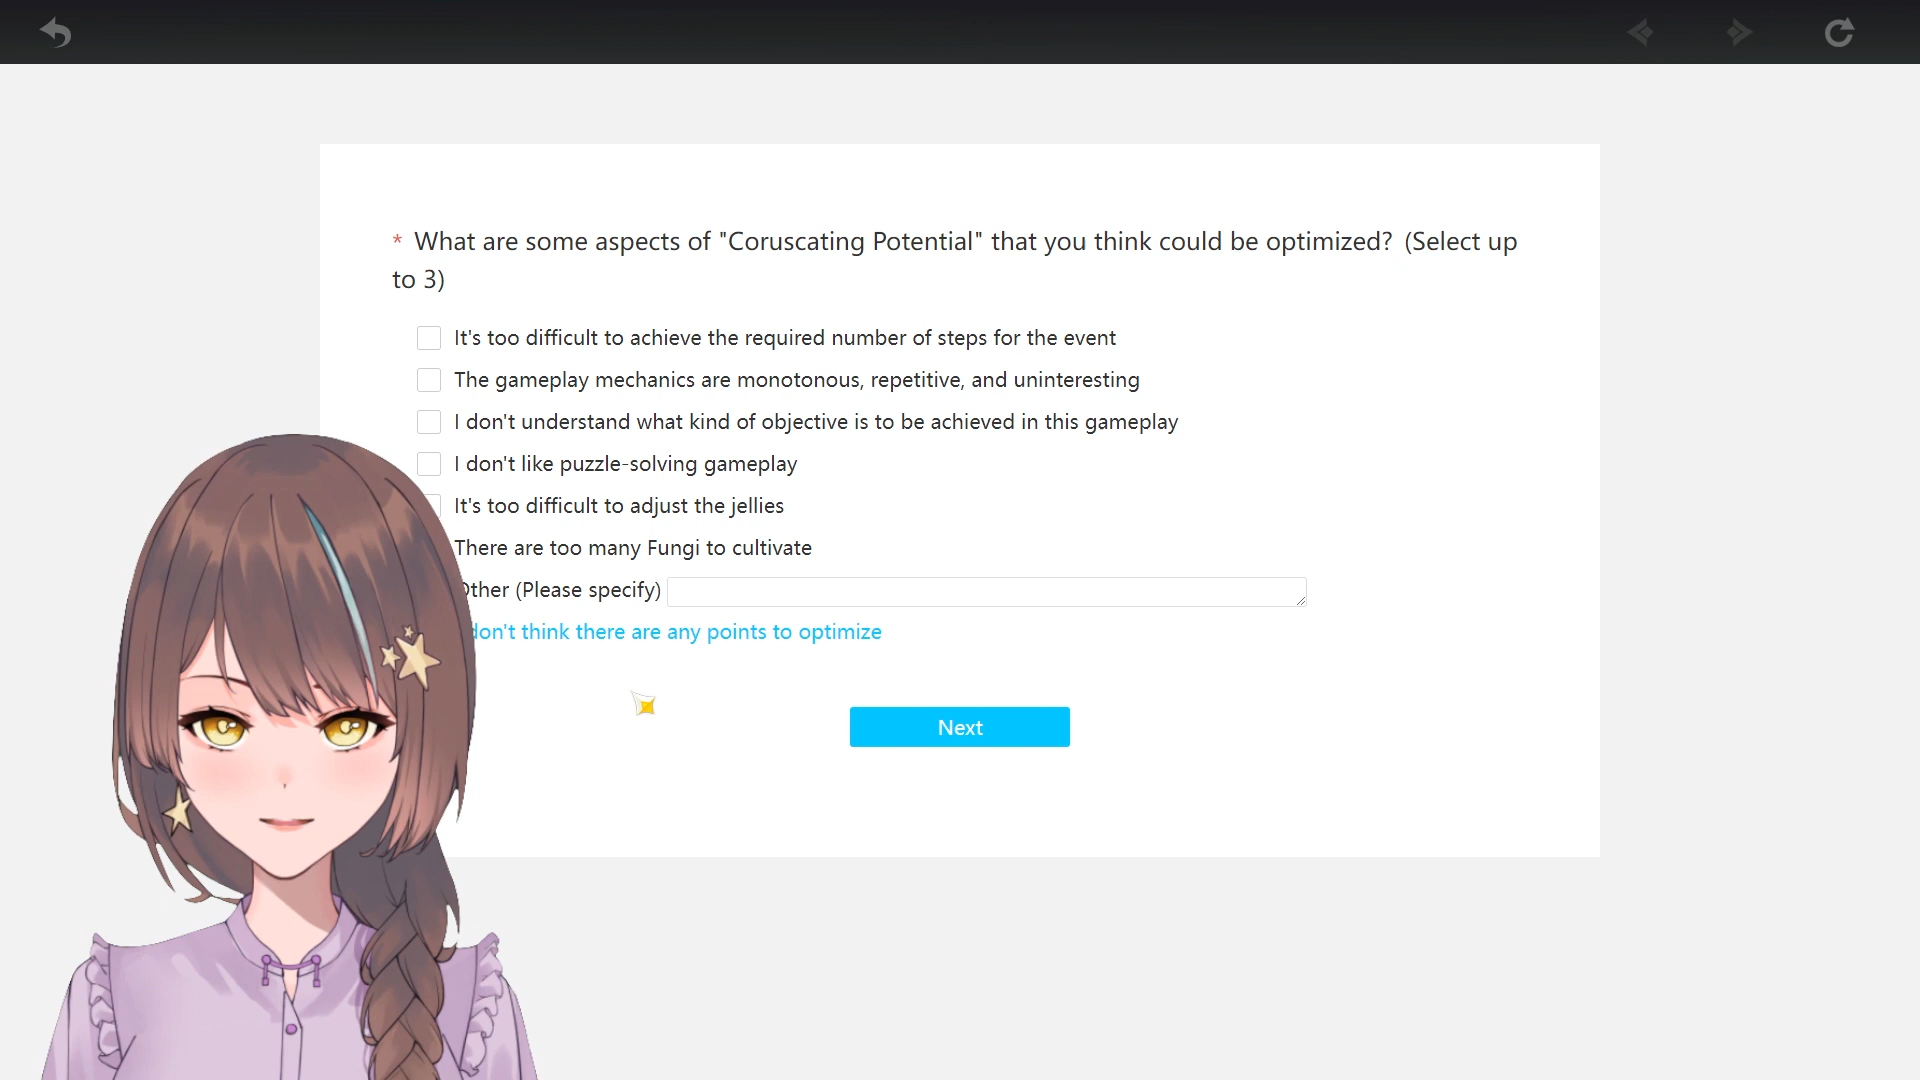 * What are some aspects of "Coruscating Potential" that you think could be optimized? (Select up
to 3)
It's too difficult to achieve the required number of steps for the event
The gameplay mechanics are monotonous, repetitive, and uninteresting
I don't understand what kind of objective is to be achieved in this gameplay
I don't like puzzle-solving gameplay
It's too difficult to adjust the jellies
There are too many Fungi to cultivate
Other (Please specify)
don't think there are any points to optimize
Next